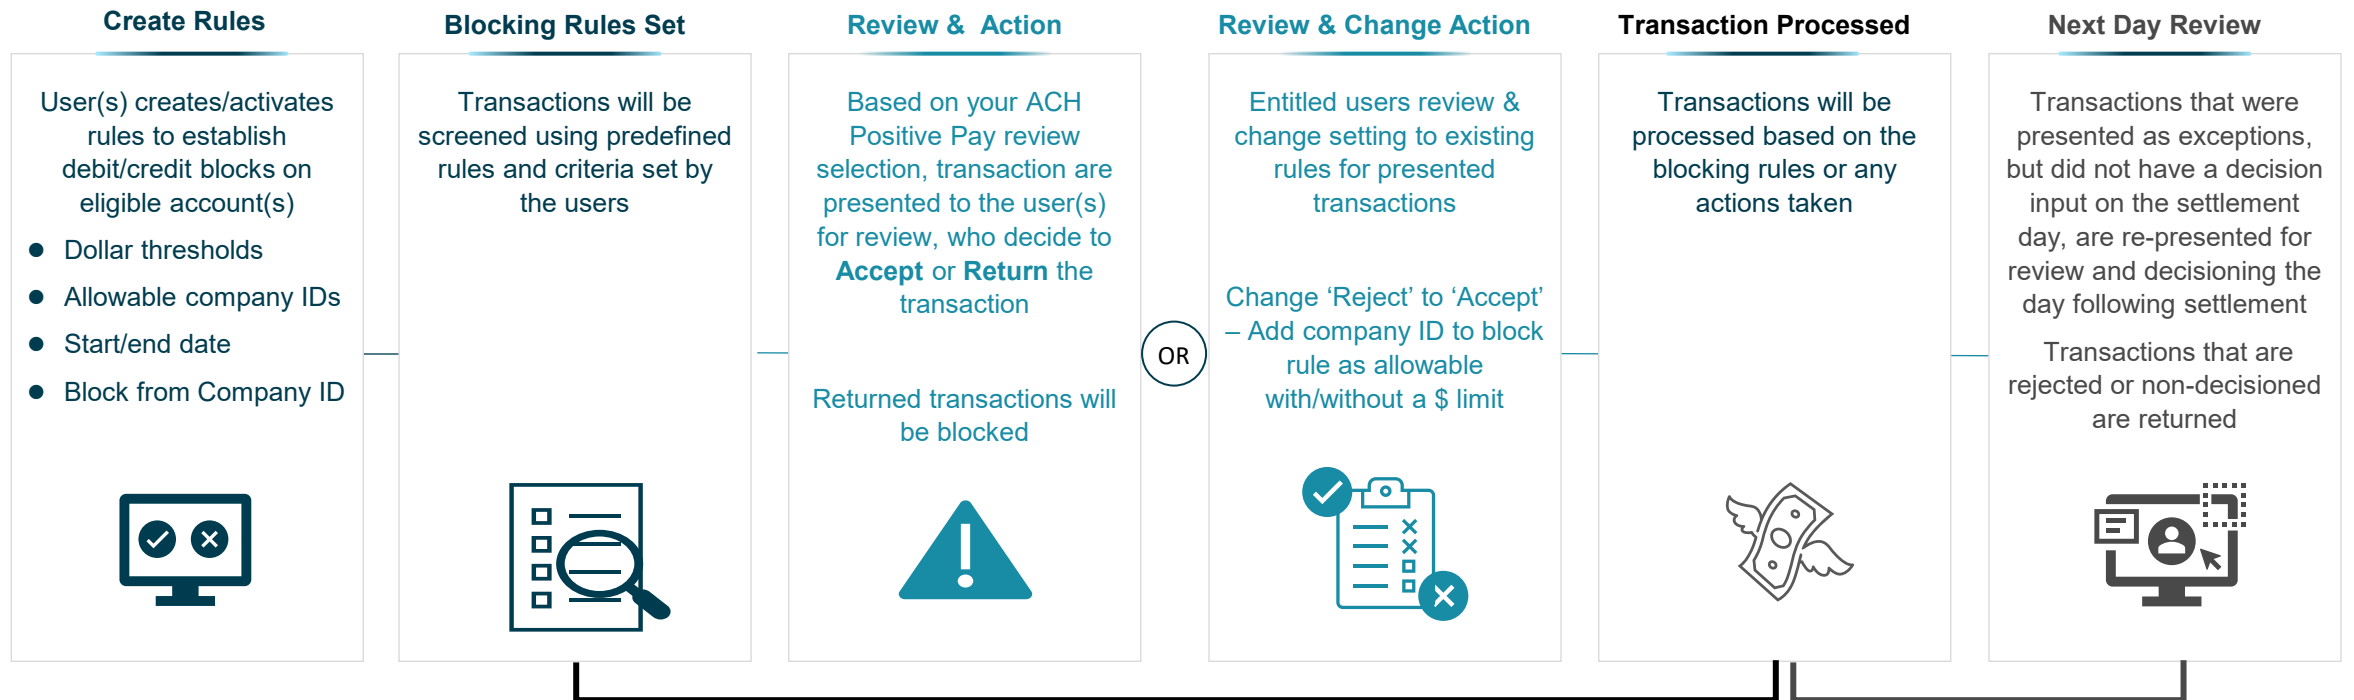 Create Rules
User(s) creates/activates
rules to establish
debit/credit blocks on
eligible account(s)
● Dollar thresholds
● Allowable company IDs
● Start/end date
● Block from Company ID
Blocking Rules Set
Transactions will be
screened using predefined
rules and criteria set by
the users
Review &  Action
Based on your ACH
Positive Pay review
selection, transaction are
presented to the user(s)
for review, who decide to
Accept or Return the
transaction
Returned transactions will
be blocked
OR
Review & Change Action
Entitled users review &
change setting to existing
rules for presented
transactions
Change ‘Reject’ to ‘Accept’
– Add company ID to block
rule as allowable
with/without a $ limit
Transaction Processed
Transactions will be
processed based on the
blocking rules or any
actions taken
Next Day Review
Transactions that were
presented as exceptions,
but did not have a decision
input on the settlement
day, are re-presented for
review and decisioning the
day following settlement
Transactions that are
rejected or non-decisioned
are returned